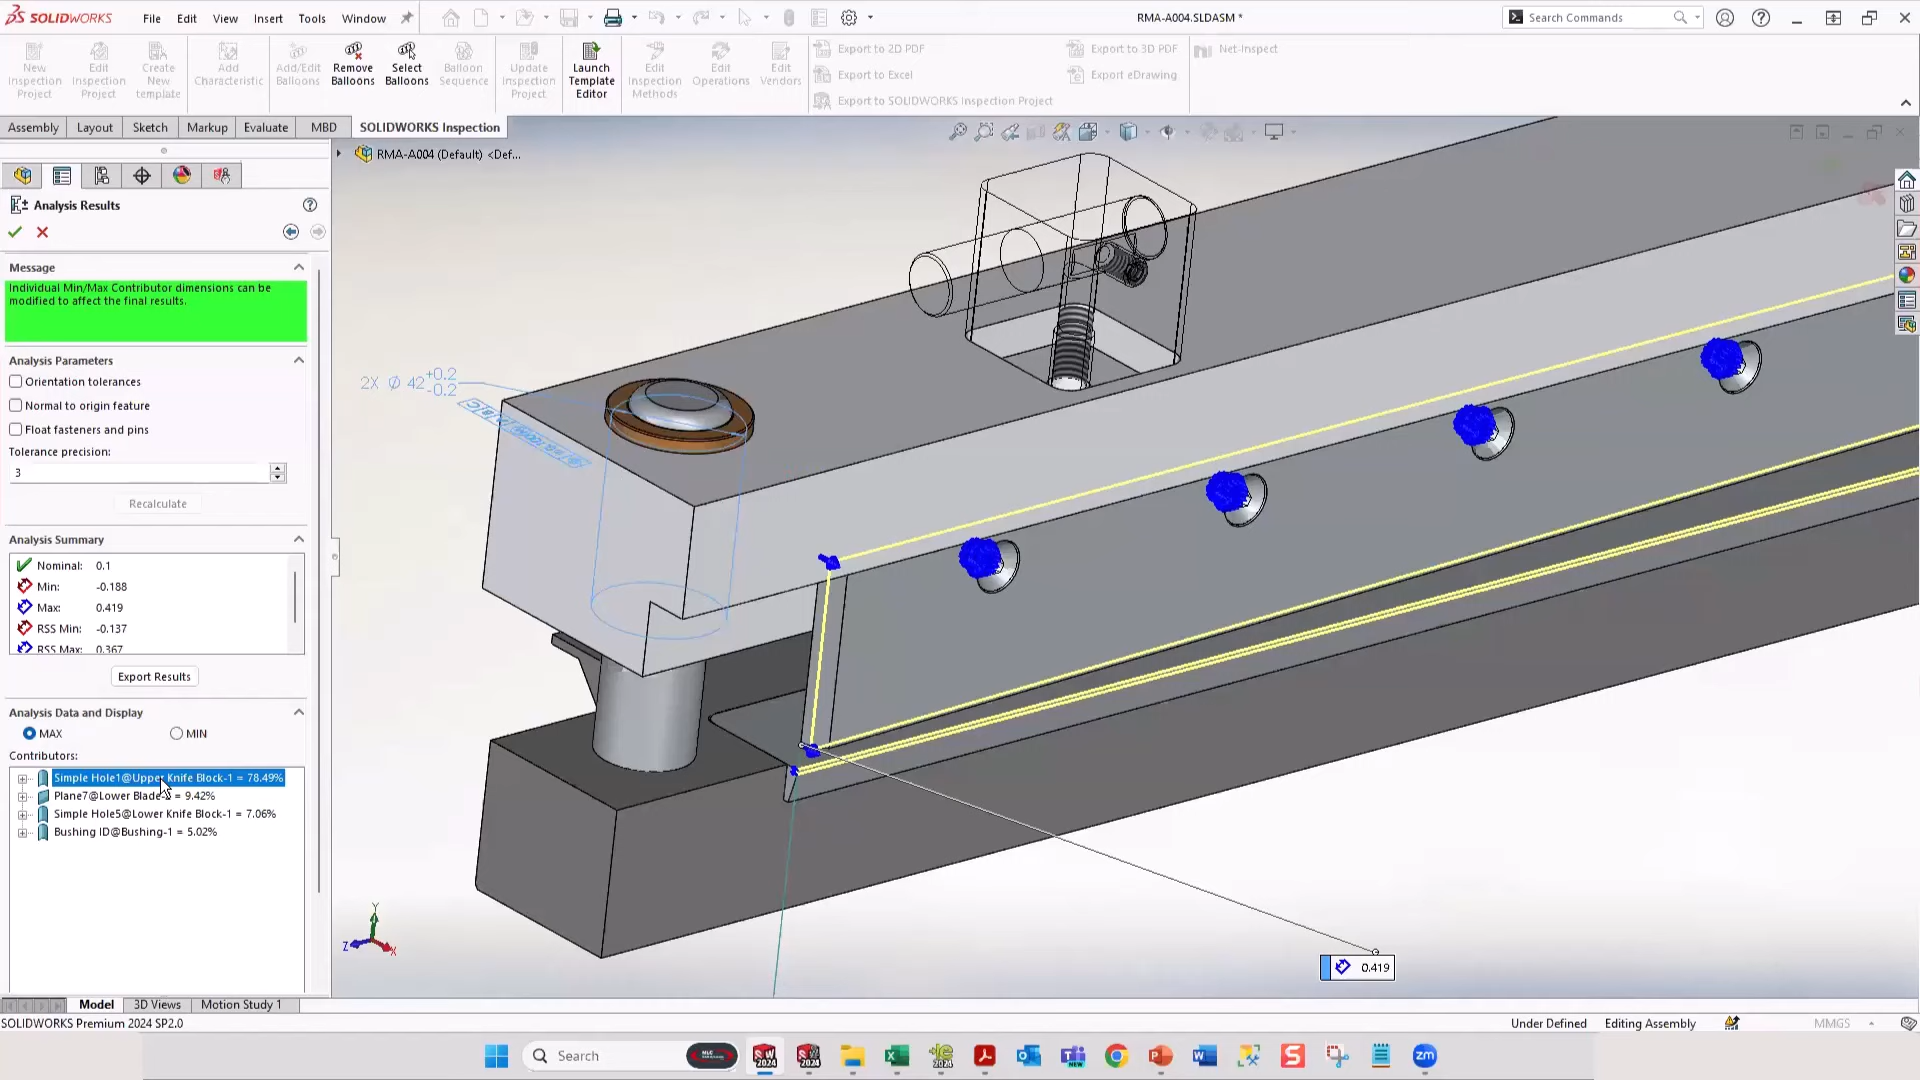 SOLIDWORKS File Edit View Insert Tools Window RMA-A004.SLDASM * Search Commands
New Inspection Project
Edit Inspection Project
Create New template
Add Characteristic
Add/Edit Balloons
Remove Balloons
Select Balloons
Balloon Sequence
Update Inspection Project
Launch Template Editor
Edit Inspection Methods
Edit Operations
Edit Vendors
Export to 2D PDF
Export to Excel
Export to SOLIDWORKS Inspection Project
Export to 3D PDF
Export eDrawing
Net-Inspect
Assembly Layout Sketch Markup Evaluate MBD SOLIDWORKS Inspection
RMA-A004 (Default) <Def...
Analysis Results
Message
Individual Min/Max Contributor dimensions can be
modified to affect the final results.
Analysis Parameters
Orientation tolerances
Normal to origin feature
Float fasteners and pins
Tolerance precision:
3
Recalculate
Analysis Summary
Nominal: 0.1
Min: -0.188
Max: 0.419
RSS Min: -0.137
RSS Max: 0.367
Export Results
Analysis Data and Display
MAX MIN
Contributors:
Simple Hole1@Upper Knife Block-1 = 78.49%
Plane7@Lower Blade- = 9.42%
Simple Hole5@Lower Knife Block-1 = 7.06%
Bushing ID@Bushing-1 = 5.02%
2X Ø 42 +0.2 -0.2
0.419
Y
Z
X
Model 3D Views Motion Study 1
SOLIDWORKS Premium 2024 SP2.0 Under Defined Editing Assembly MMGS
Search